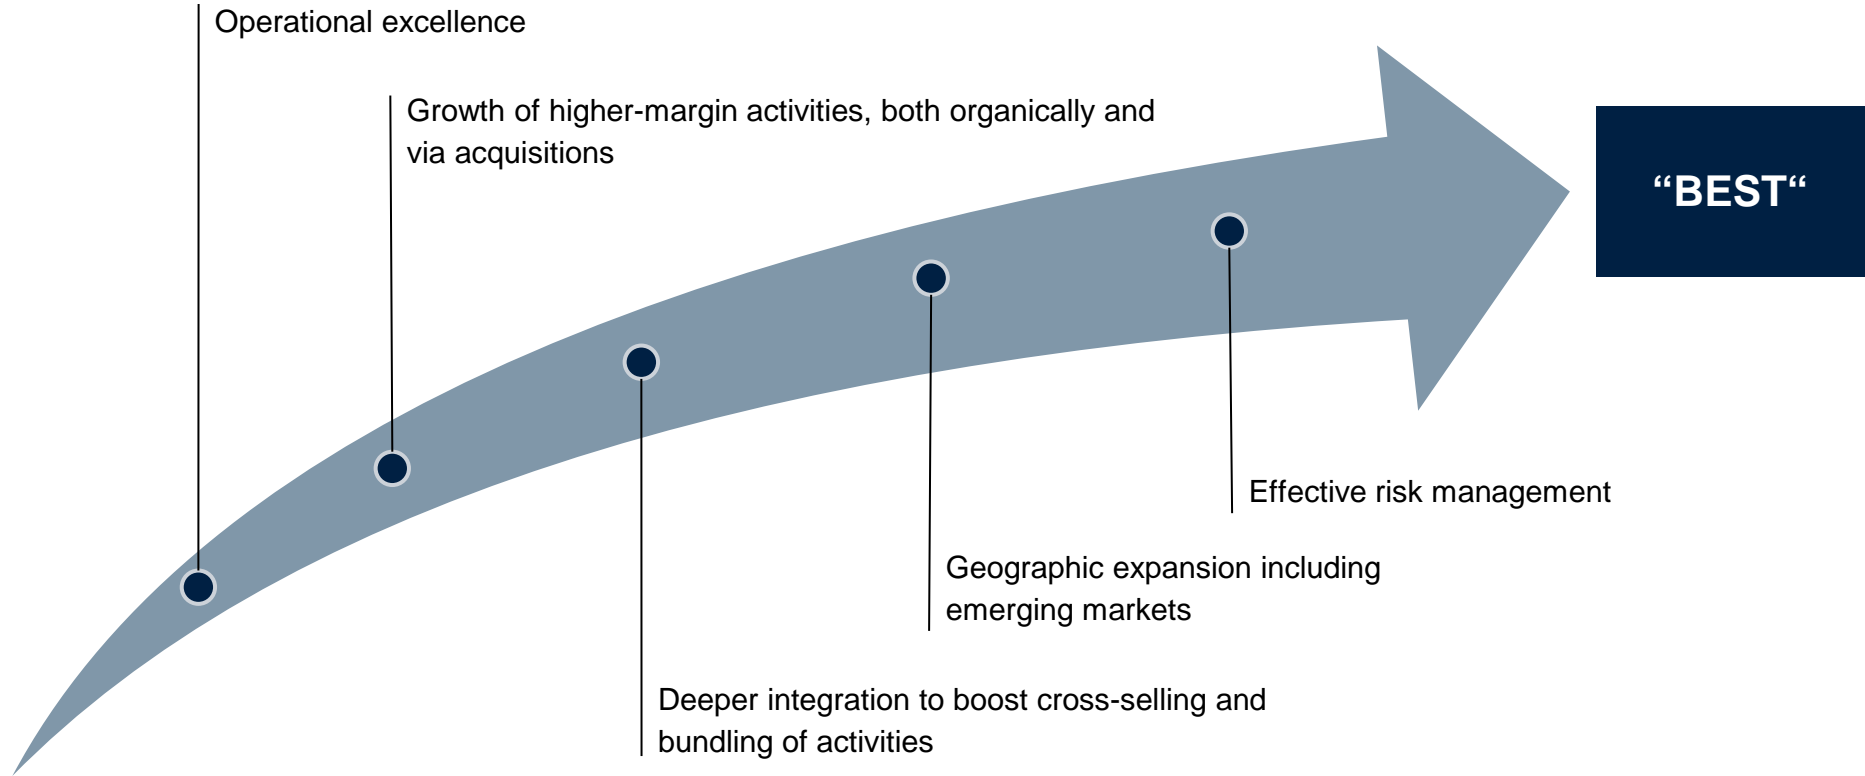 Operational excellence
Growth of higher-margin activities, both organically and
via acquisitions
“BEST“
Effective risk management
Geographic expansion including
emerging markets
Deeper integration to boost cross-selling and
bundling of activities